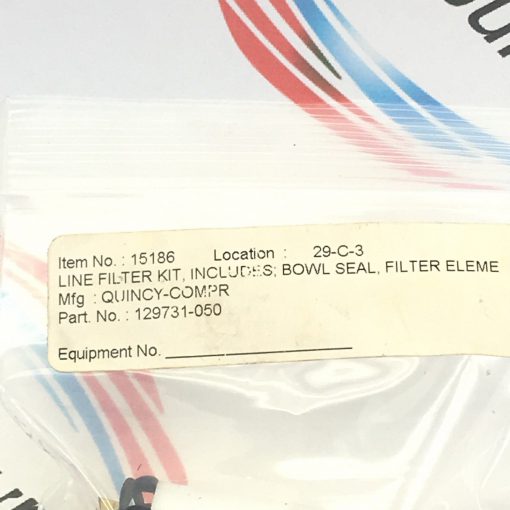 Item No. : 15186 Location : 29-C-3
LINE FILTER KIT, INCLUDES; BOWL SEAL, FILTER ELEME
Mfg : QUINCY-COMPR
Part. No. : 129731-050
Equipment No.